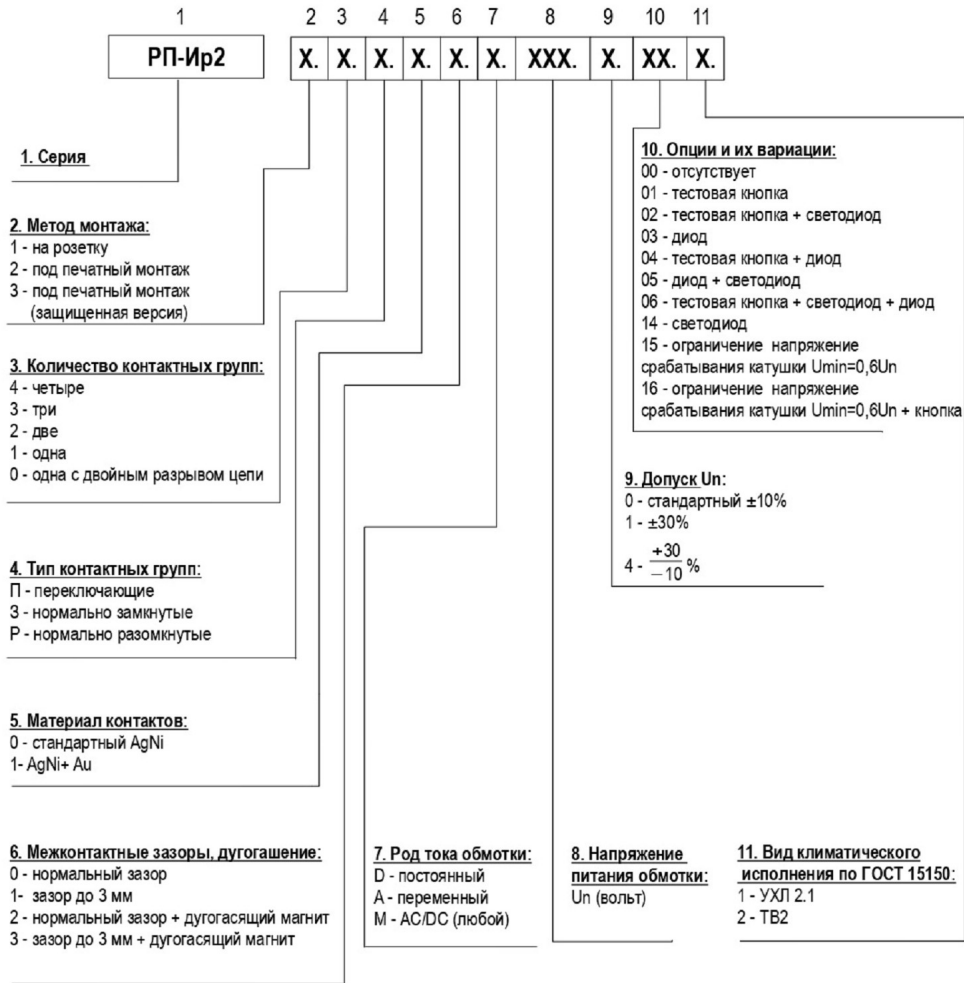 1 2 3 4 5 6 7 8 9 10 11
РП-Ир2 X. X. X. X. X. X. XXX. X. XX. X.
1. Серия
2. Метод монтажа:
1 - на розетку
2 - под печатный монтаж
3 - под печатный монтаж
(защищенная версия)
3. Количество контактных групп:
4 - четыре
3 - три
2 - две
1 - одна
0 - одна с двойным разрывом цепи
4. Тип контактных групп:
П - переключающие
З - нормально замкнутые
Р - нормально разомкнутые
5. Материал контактов:
0 - стандартный AgNi
1- AgNi+ Au
6. Межконтактные зазоры, дугогашение:
0 - нормальный зазор
1- зазор до 3 мм
2 - нормальный зазор + дугогасящий магнит
3 - зазор до 3 мм + дугогасящий магнит
7. Род тока обмотки:
D - постоянный
A - переменный
M - AC/DC (любой)
8. Напряжение
питания обмотки:
Un (вольт)
9. Допуск Un:
0 - стандартный ±10%
1 - ±30%
4 - +30/−10 %
10. Опции и их вариации:
00 - отсутствует
01 - тестовая кнопка
02 - тестовая кнопка + светодиод
03 - диод
04 - тестовая кнопка + диод
05 - диод + светодиод
06 - тестовая кнопка + светодиод + диод
14 - светодиод
15 - ограничение напряжение
срабатывания катушки Umin=0,6Un
16 - ограничение напряжение
срабатывания катушки Umin=0,6Un + кнопка
11. Вид климатического
исполнения по ГОСТ 15150:
1 - УХЛ 2.1
2 - ТВ2